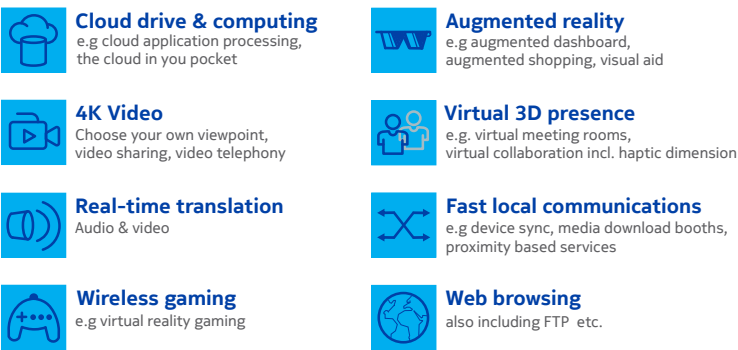 Cloud drive & computing
e.g cloud application processing,
the cloud in you pocket
4K Video
Choose your own viewpoint,
video sharing, video telephony
Real-time translation
Audio & video
Wireless gaming
e.g virtual reality gaming
Augmented reality
e.g augmented dashboard,
augmented shopping, visual aid
Virtual 3D presence
e.g. virtual meeting rooms,
virtual collaboration incl. haptic dimension
Fast local communications
e.g device sync, media download booths,
proximity based services
Web browsing
also including FTP etc.